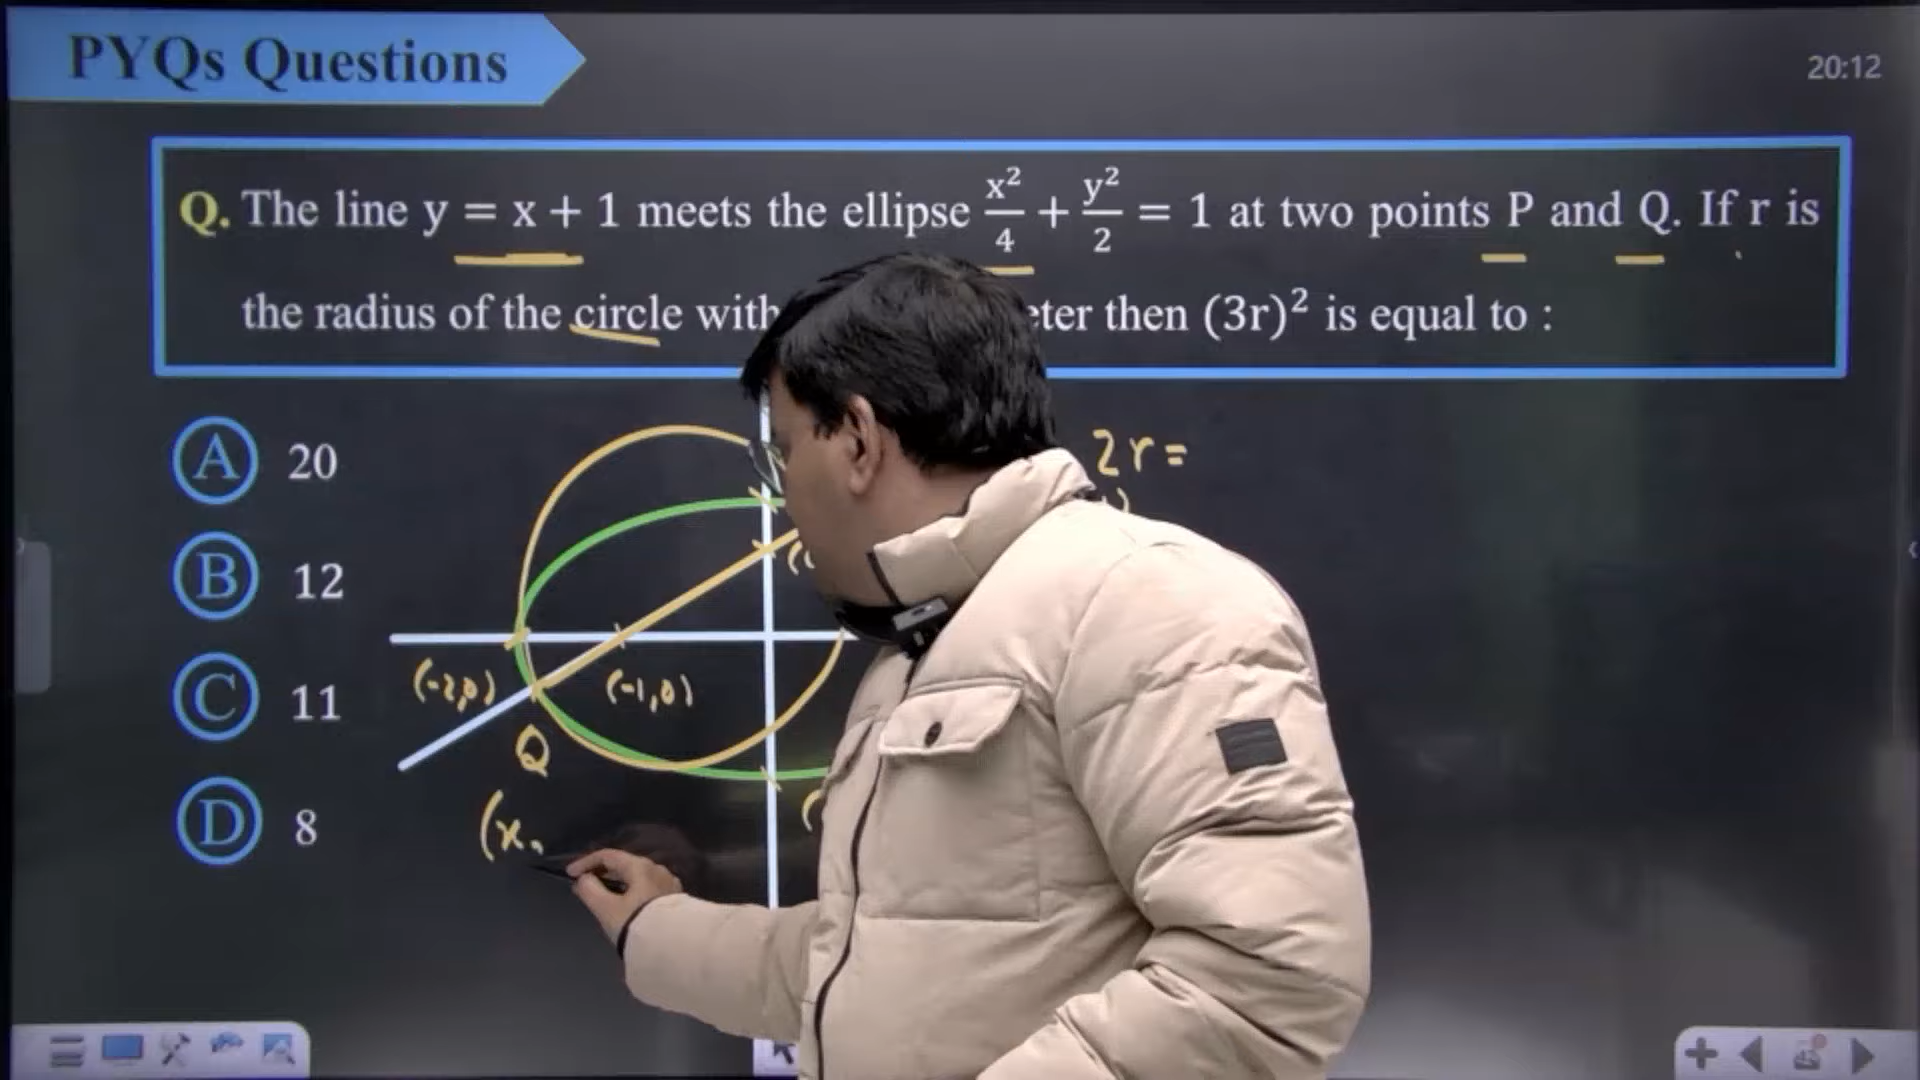 PYQs Questions
20:12
Q. The line y = x + 1 meets the ellipse x²/4 + y²/2 = 1 at two points P and Q. If r is
the radius of the circle with eter then (3r)² is equal to :
A 20
2r=
B 12
(-2,0) (-1,0)
C 11
Q
D 8
(x,